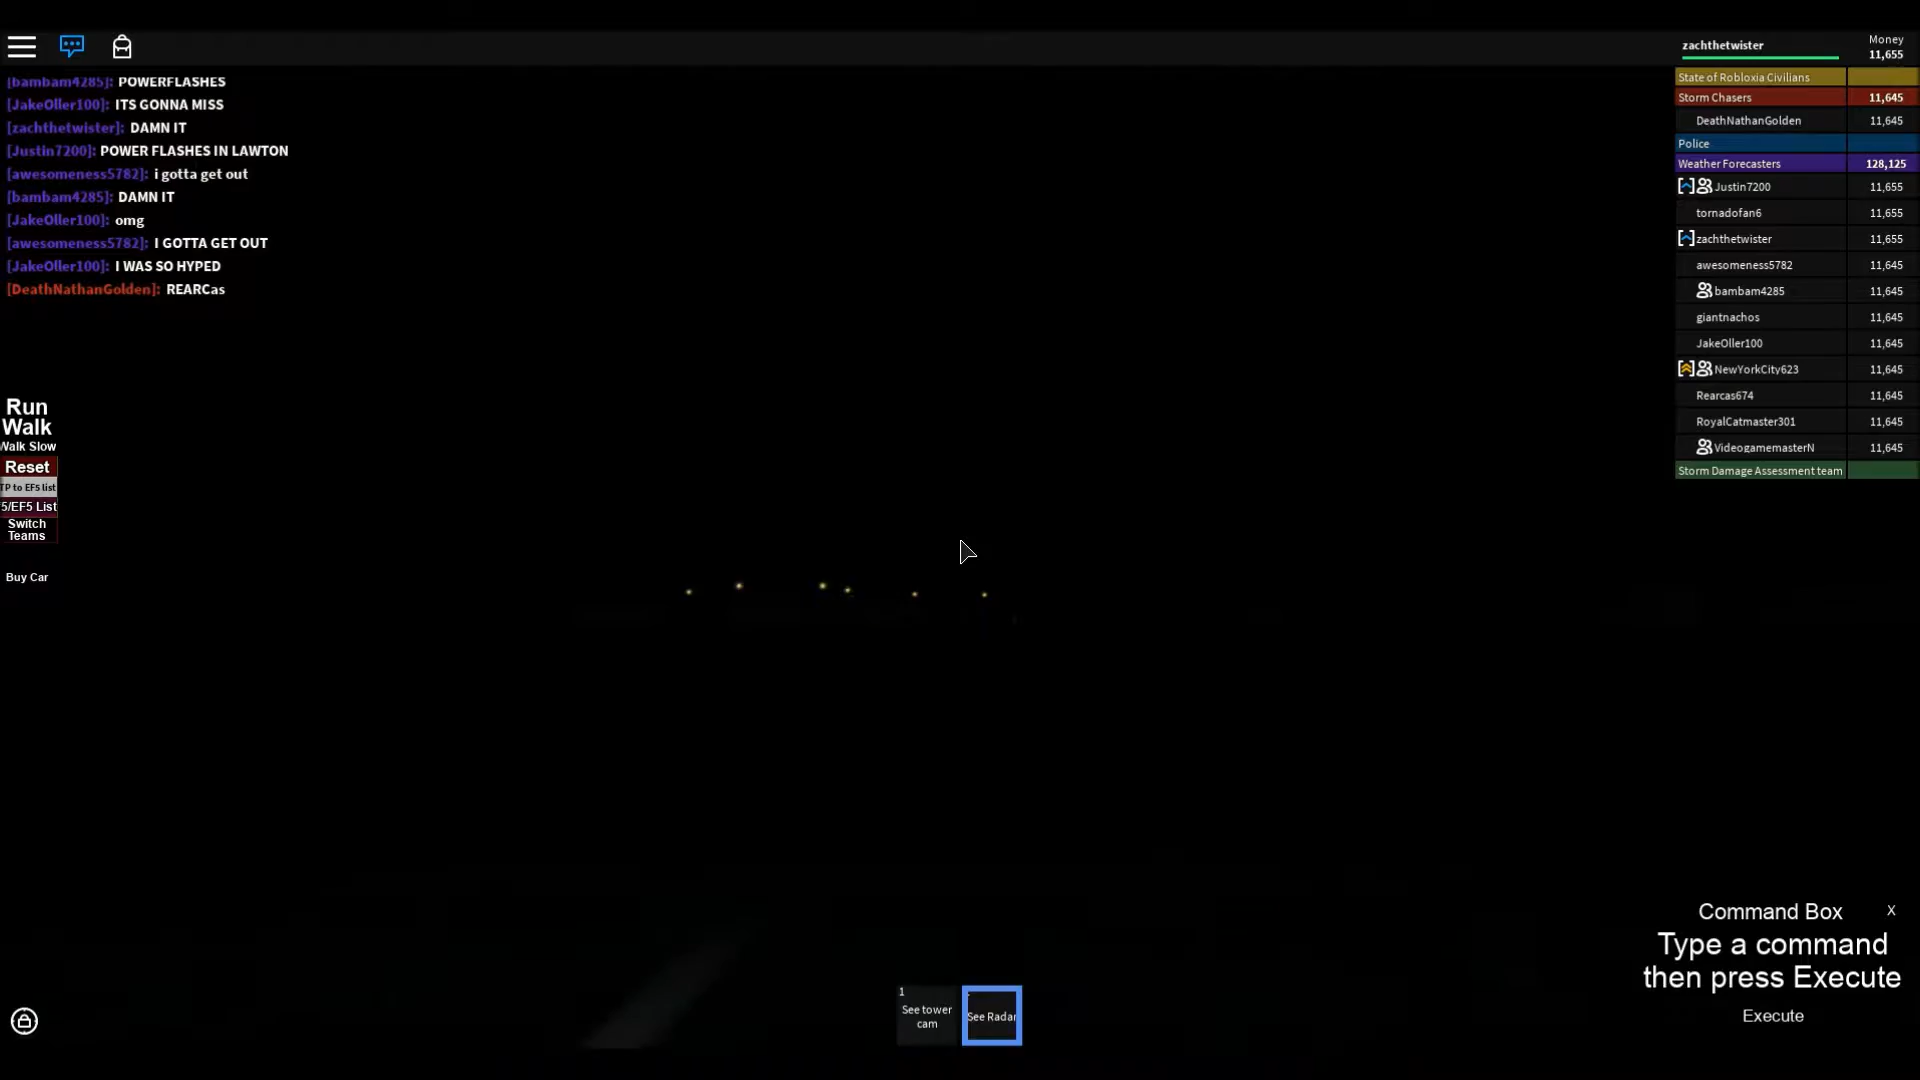 zachthetwister
Money
11,655
[bambam4285]: POWERFLASHES
[JakeOller100]: ITS GONNA MISS
[zachthetwister]: DAMN IT
[Justin7200]: POWER FLASHES IN LAWTON
[awesomeness5782]: i gotta get out
[bambam4285]: DAMN IT
[JakeOller100]: omg
[awesomeness5782]: I GOTTA GET OUT
[JakeOller100]: I WAS SO HYPED
[DeathNathanGolden]: REARCas
State of Robloxia Civilians
Storm Chasers 11,645
DeathNathanGolden 11,645
Police
Weather Forecasters 128,125
Justin7200 11,655
tornadofan6 11,655
zachthetwister 11,655
awesomeness5782 11,645
bambam4285 11,645
giantnachos 11,645
JakeOller100 11,645
NewYorkCity623 11,645
Rearcas674 11,645
RoyalCatmaster301 11,645
VideogamemasterN 11,645
Storm Damage Assessment team
Run
Walk
Walk Slow
Reset
TP to EF5 list
5/EF5 List
Switch
Teams
Buy Car
Command Box X
Type a command
then press Execute
Execute
1
See tower
cam
See Radar